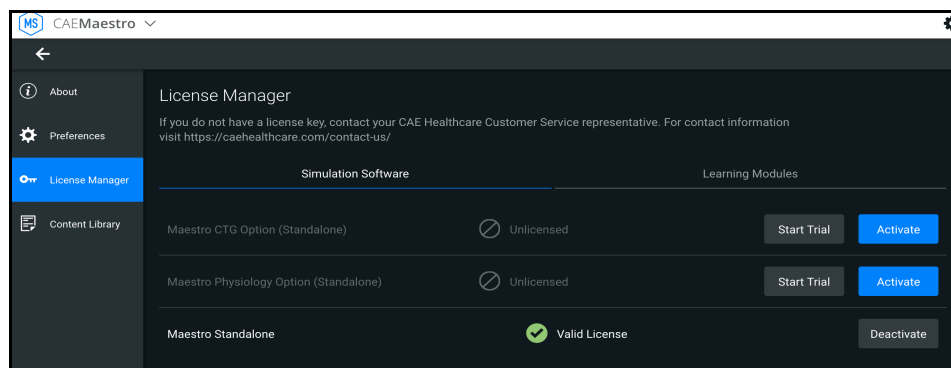 MS CAEMaestro
About
Preferences
License Manager
Content Library
License Manager
If you do not have a license key, contact your CAE Healthcare Customer Service representative. For contact information
visit https://caehealthcare.com/contact-us/
Simulation Software Learning Modules
Maestro CTG Option (Standalone) Unlicensed Start Trial Activate
Maestro Physiology Option (Standalone) Unlicensed Start Trial Activate
Maestro Standalone Valid License Deactivate